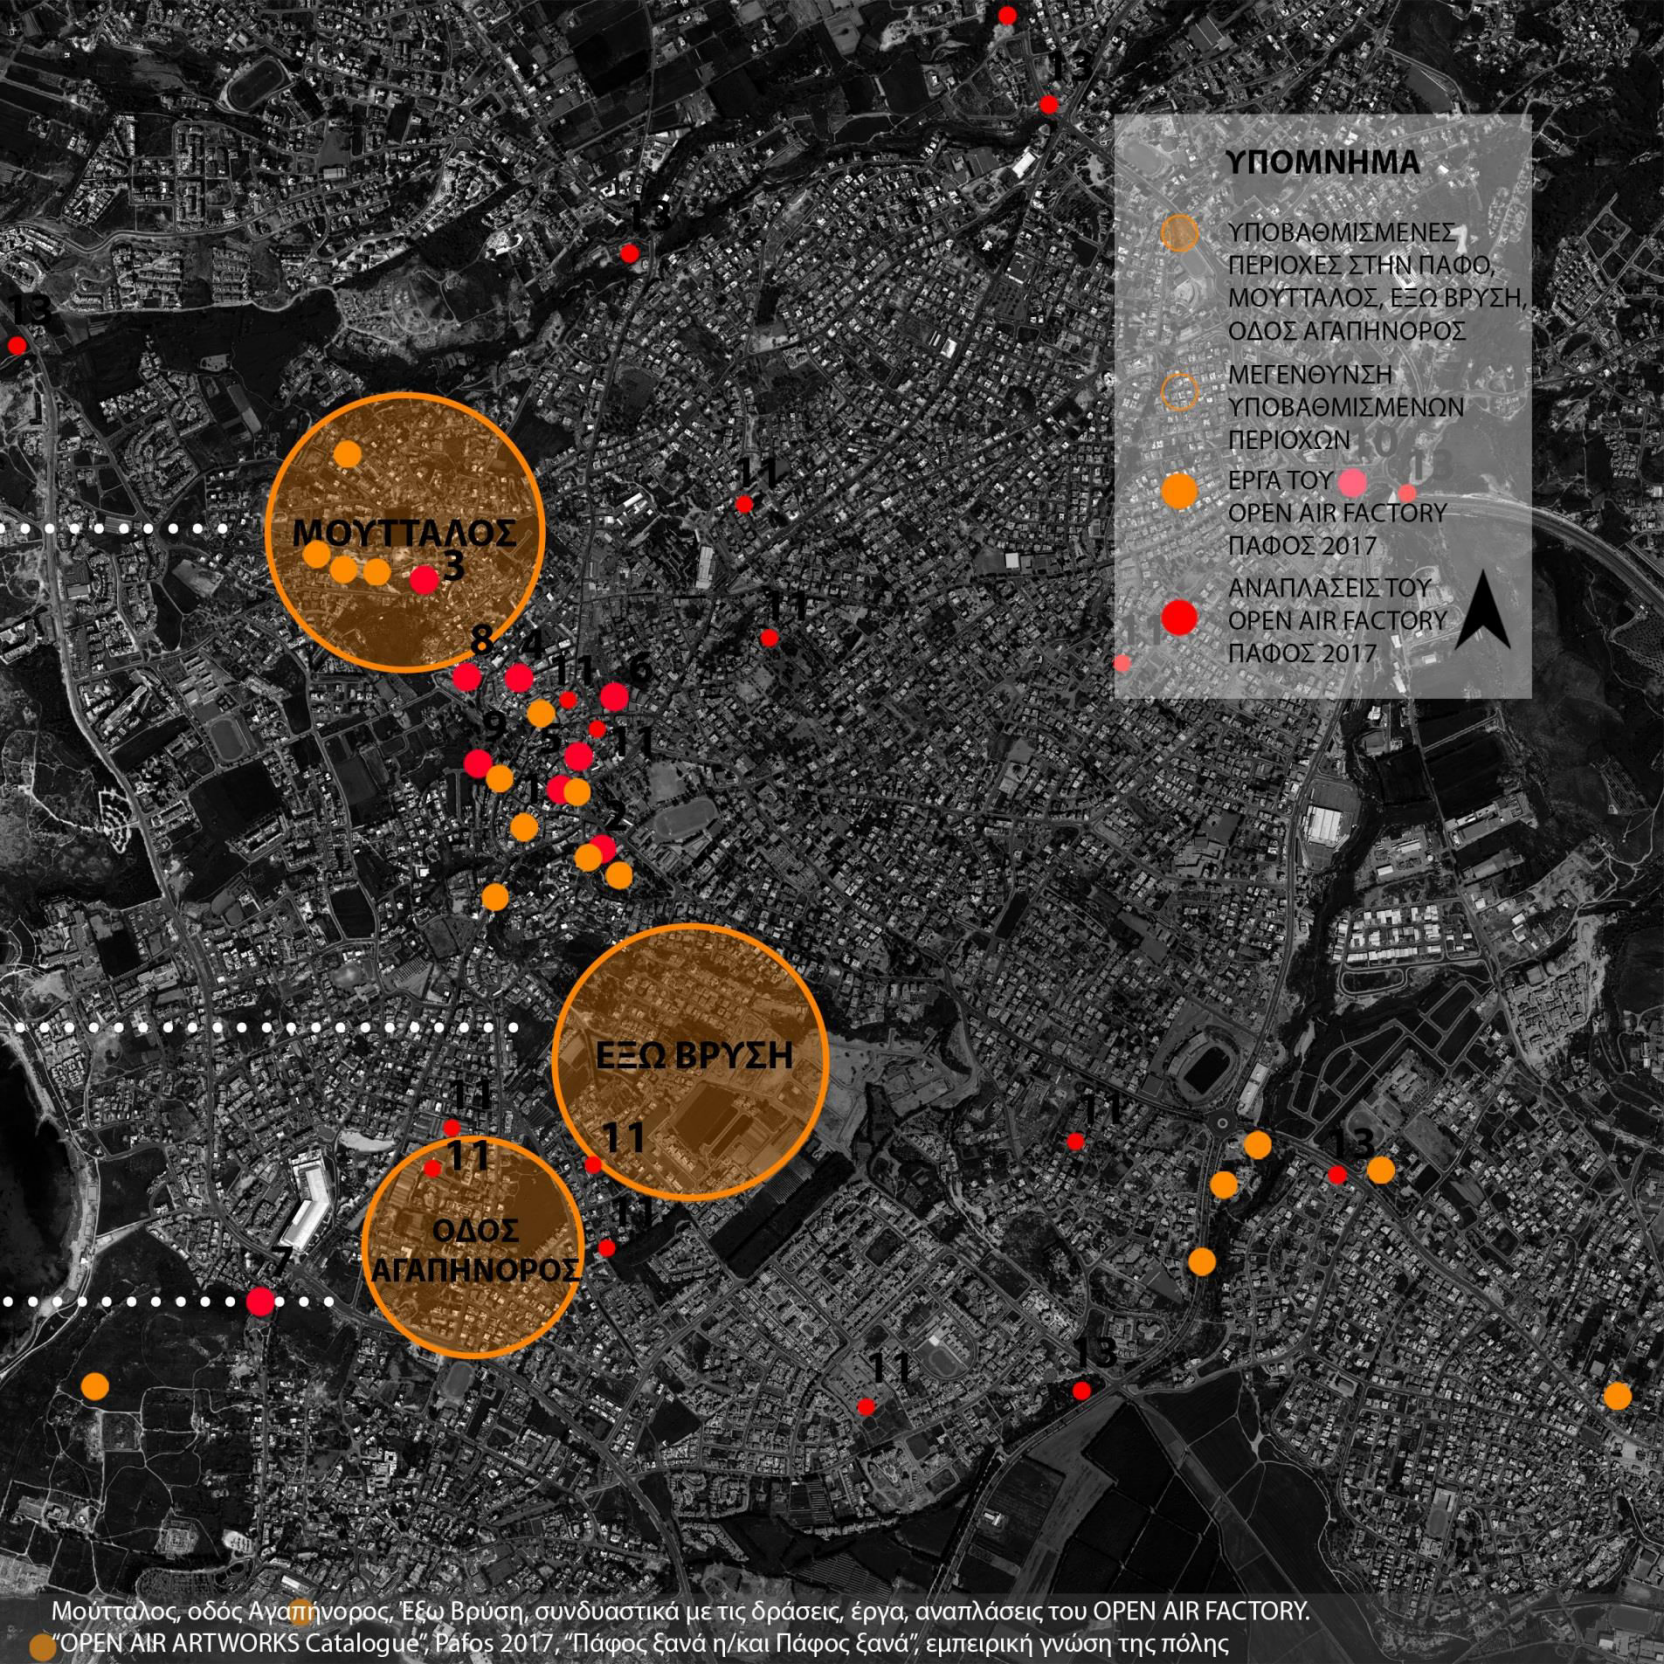 13
13
13
ΥΠΟΜΝΗΜΑ
ΥΠΟΒΑΘΜΙΣΜΕΝΕΣ
ΠΕΡΙΟΧΕΣ ΣΤΗΝ ΠΑΦΟ,
ΜΟΥΤΤΑΛΟΣ, ΕΞΩ ΒΡΥΣΗ,
ΟΔΟΣ ΑΓΑΠΗΝΟΡΟΣ
ΜΕΓΕΝΘΥΝΣΗ
ΥΠΟΒΑΘΜΙΣΜΕΝΩΝ
ΠΕΡΙΟΧΩΝ
10
13
ΕΡΓΑ ΤΟΥ
OPEN AIR FACTORY
ΠΑΦΟΣ 2017
ΑΝΑΠΛΑΣΕΙΣ ΤΟΥ
OPEN AIR FACTORY
ΠΑΦΟΣ 2017
11
11
11
ΜΟΥΤΤΑΛΟΣ
3
8
4
11
6
9
5
11
1
2
ΕΞΩ ΒΡΥΣΗ
11
11
11
11
11
13
ΟΔΟΣ
ΑΓΑΠΗΝΟΡΟΣ
7
11
13
Μούτταλος, οδός Αγαπήνορος, Έξω Βρύση, συνδυαστικά με τις δράσεις, έργα, αναπλάσεις του OPEN AIR FACTORY.
“OPEN AIR ARTWORKS Catalogue”, Pafos 2017, “Πάφος ξανά η/και Πάφος ξανά”, εμπειρική γνώση της πόλης